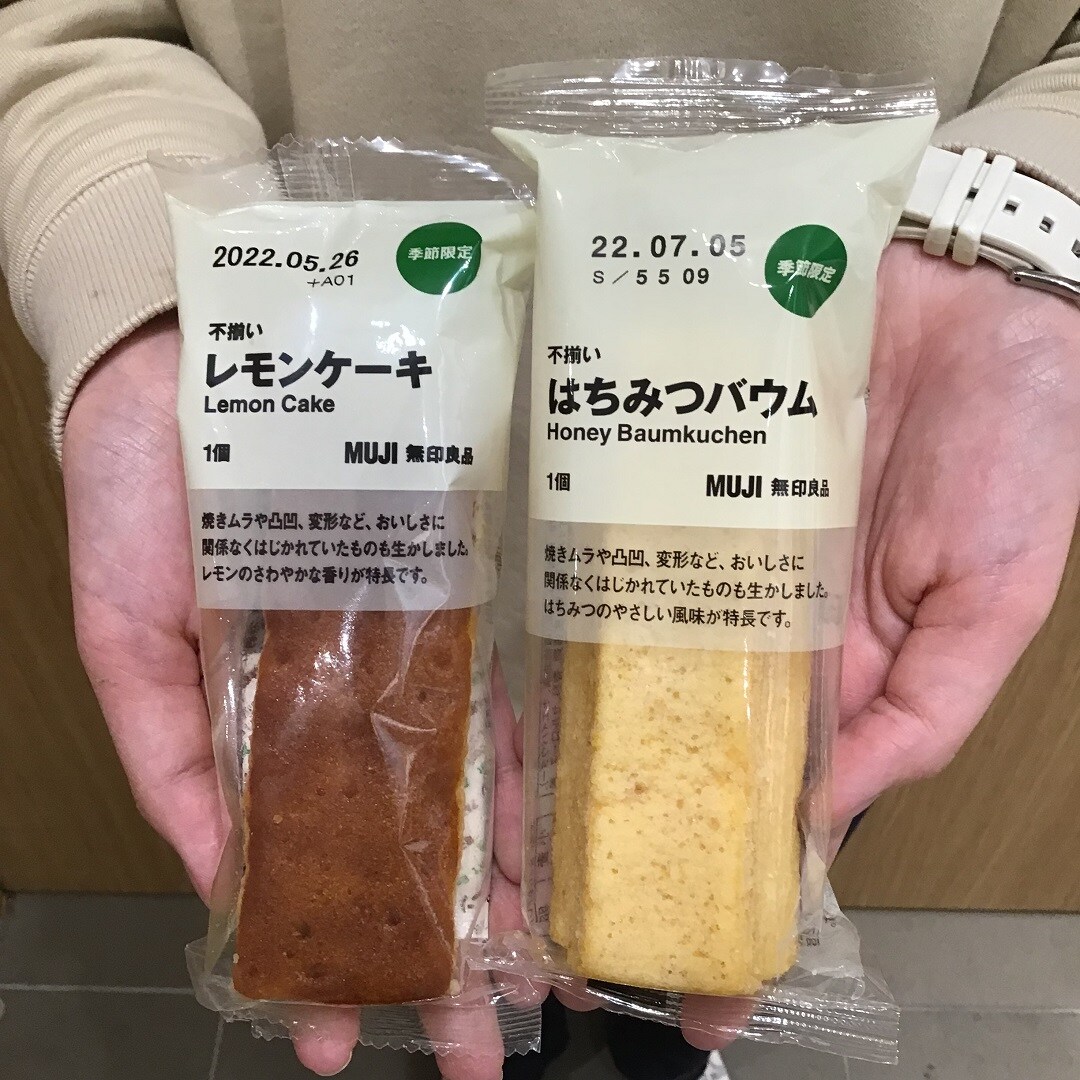 2022.05.26
+A01
季節限定
不揃い
レモンケーキ
Lemon Cake
1個
MUJI 無印良品
焼きムラや凸凹、変形など、おいしさに
関係なくはじかれていたものも生かしました。
レモンのさわやかな香りが特長です。
22.07.05
S/55 09
季節限定
不揃い
はちみつバウム
Honey Baumkuchen
1個
MUJI 無印良品
焼きムラや凸凹、変形など、おいしさに
関係なくはじかれていたものも生かしました。
はちみつのやさしい風味が特長です。